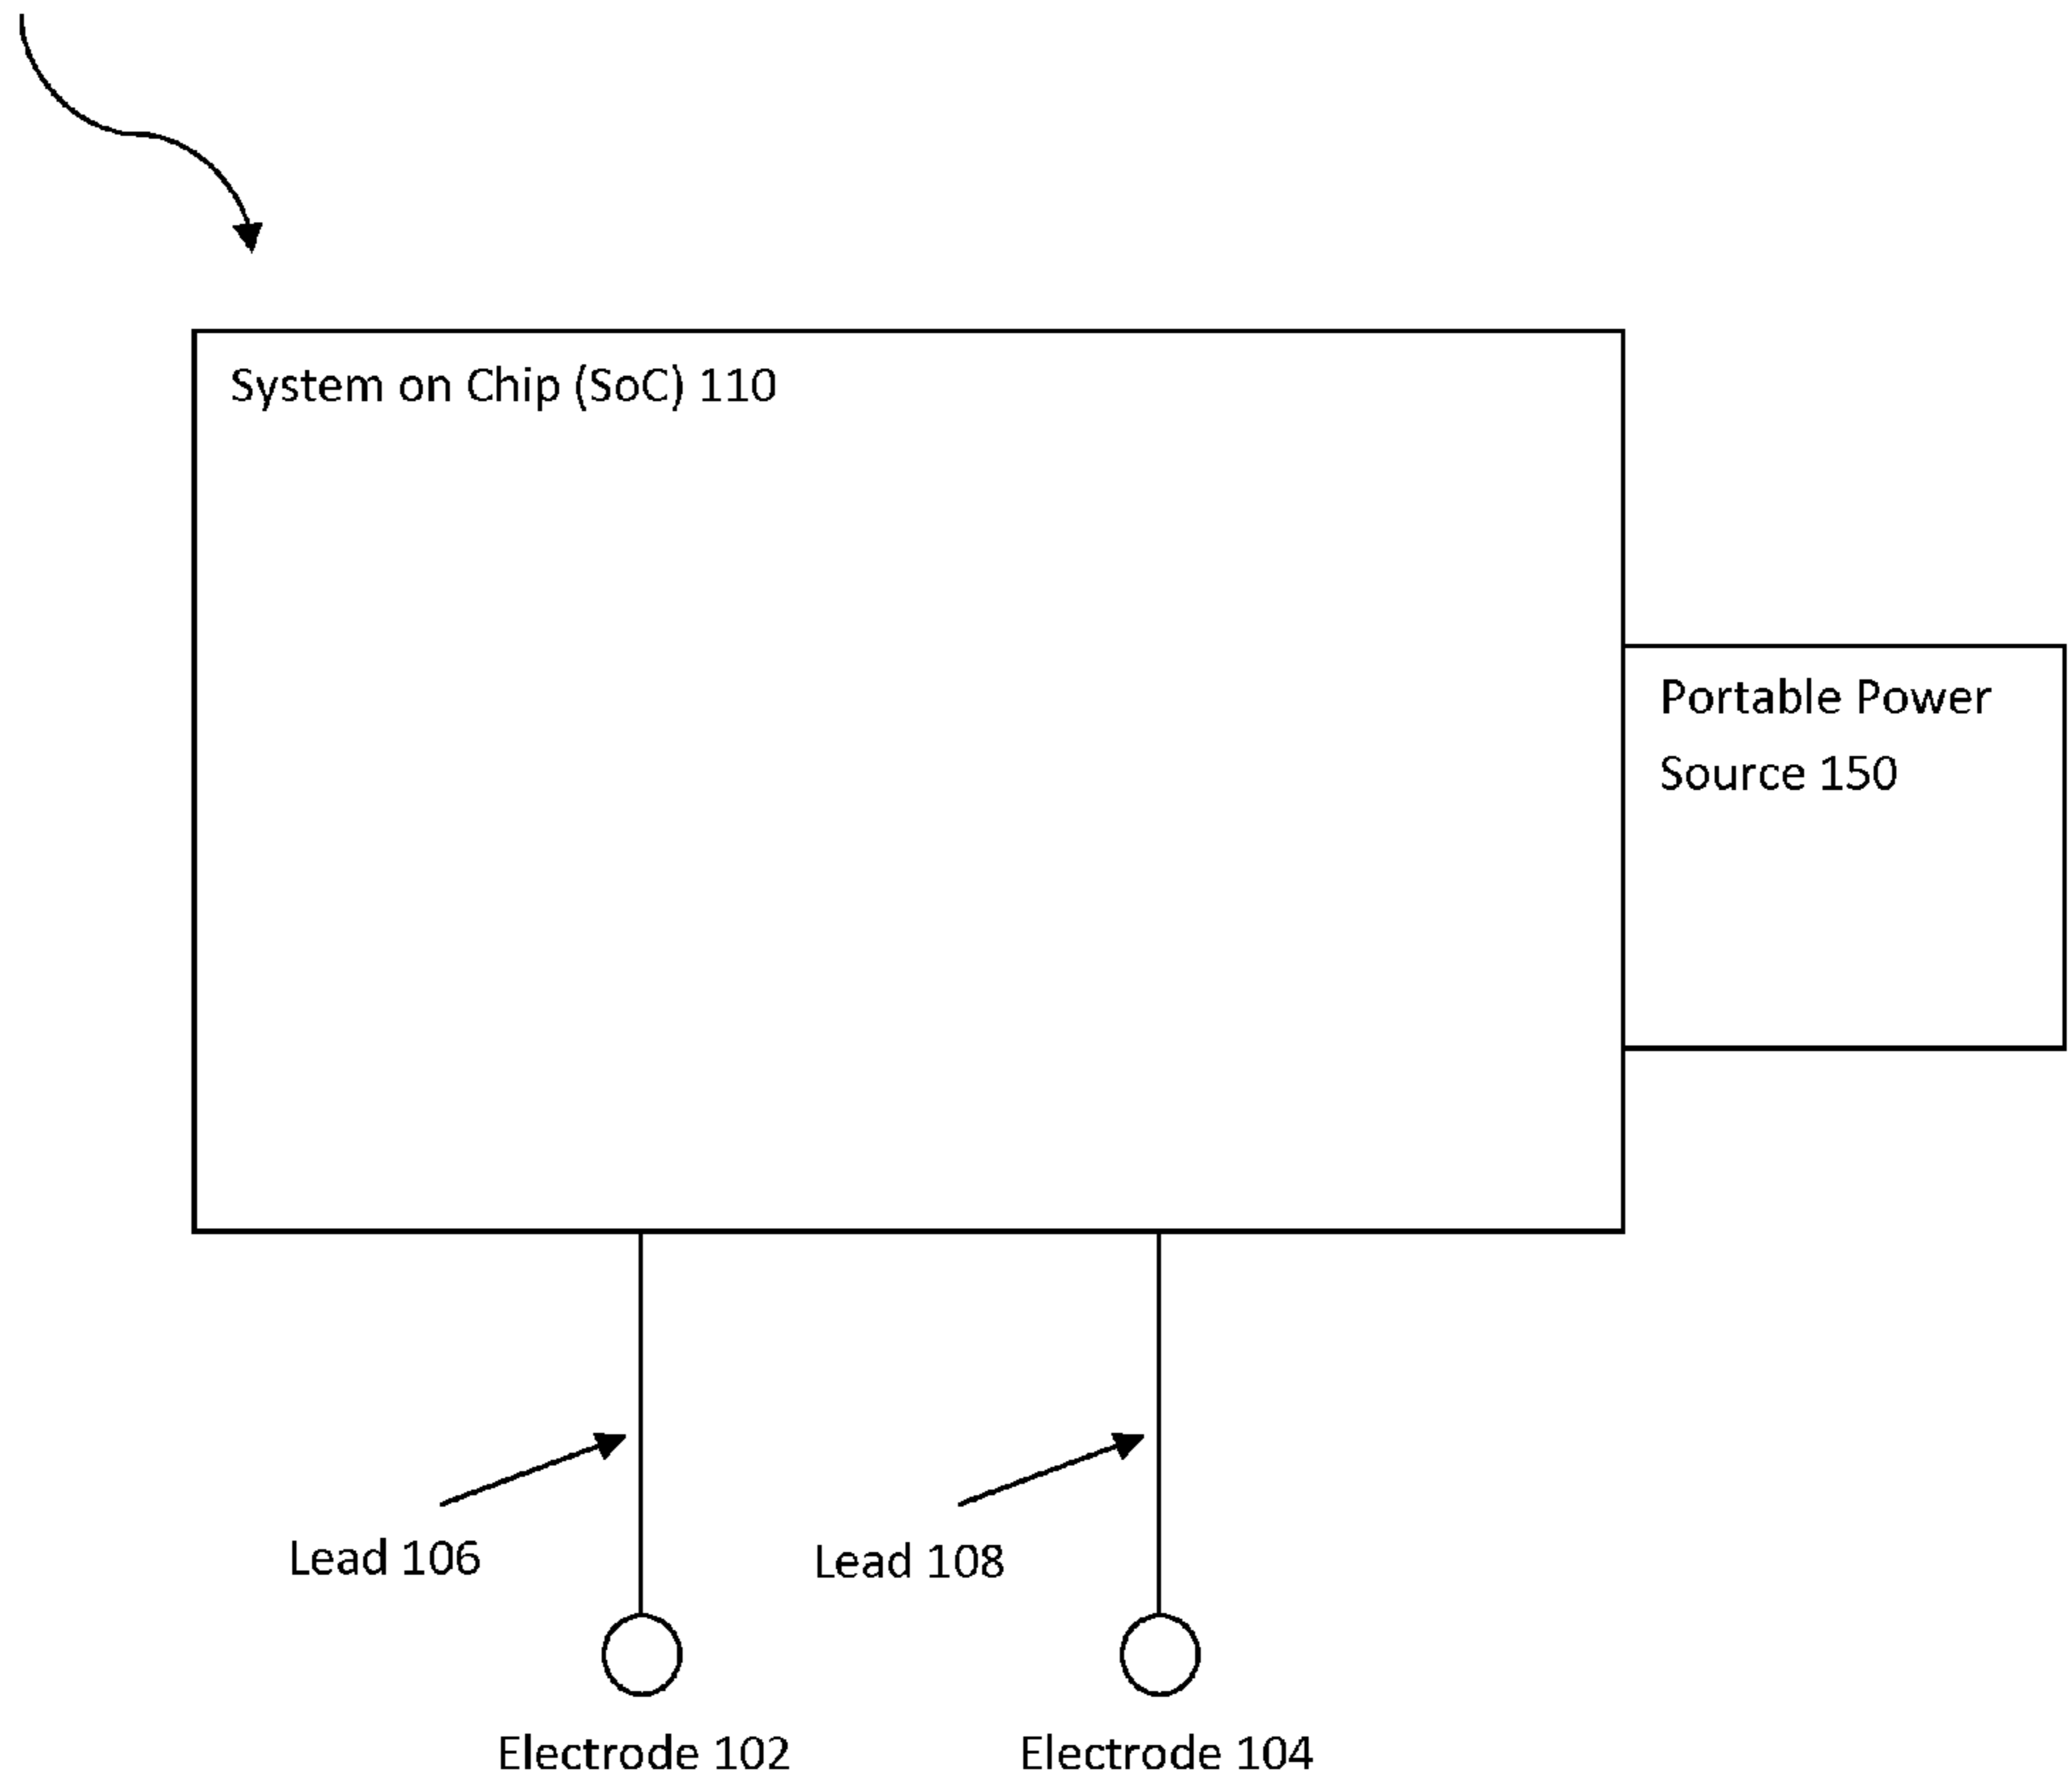 System on Chip (SoC) 110
Portable Power
Source 150
Lead 106
Lead 108
Electrode 102
Electrode 104